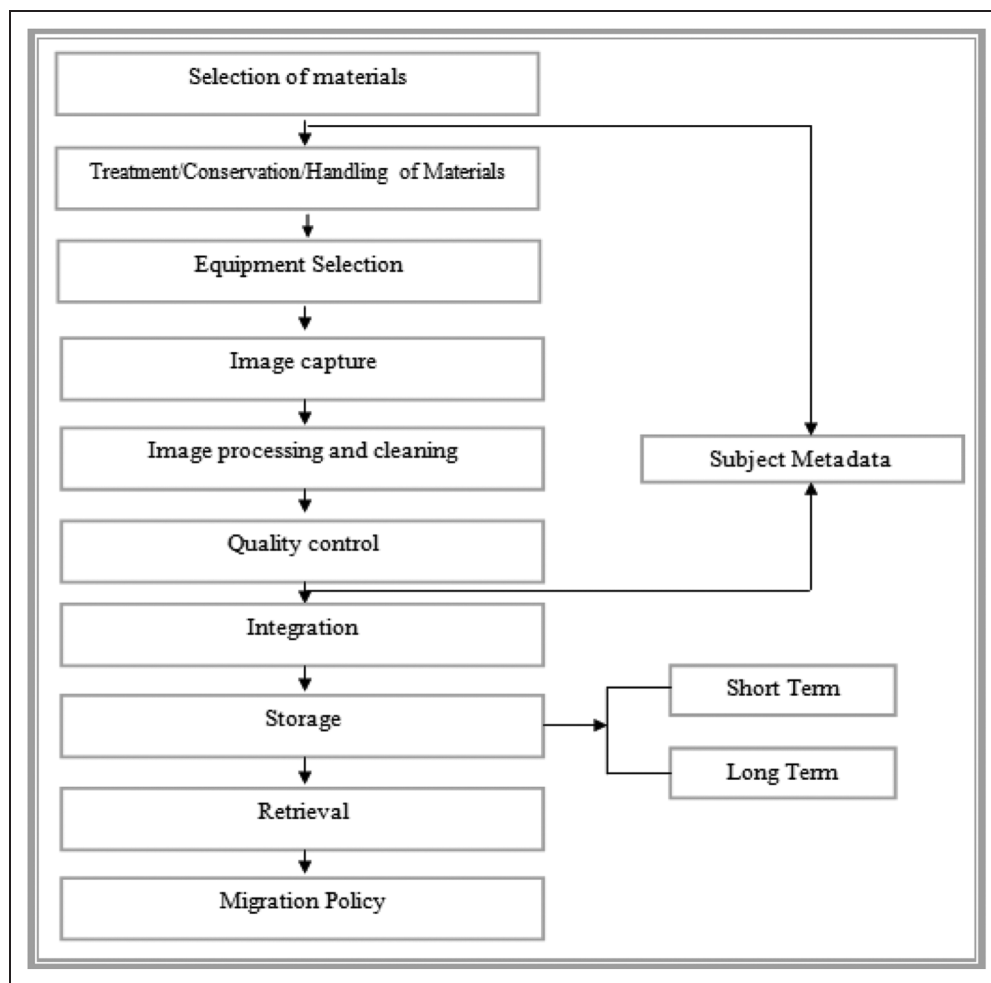 Selection of materials
Treatment/Conservation/Handling of Materials
Equipment Selection
Image capture
Image processing and cleaning
Subject Metadata
Quality control
Integration
Short Term
Storage
Long Term
Retrieval
Migration Policy